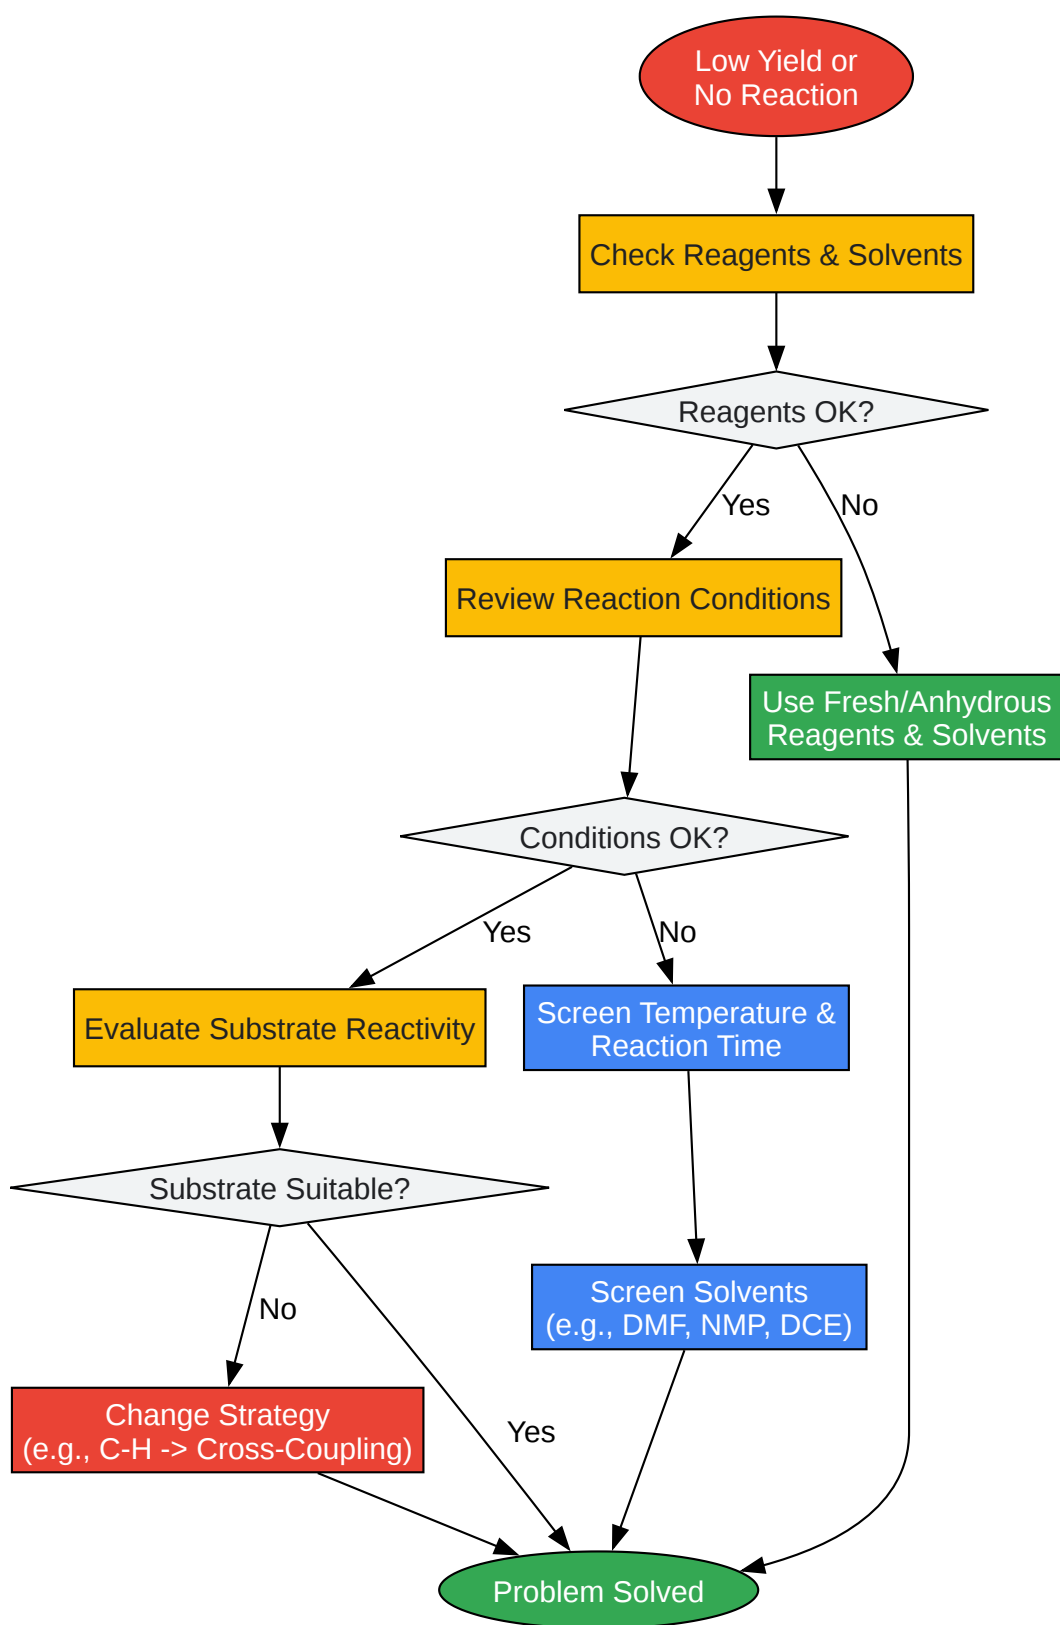 Low Yield or
No Reaction
Check Reagents & Solvents
Reagents OK?
Yes
No
Review Reaction Conditions
Use Fresh/Anhydrous
Reagents & Solvents
Conditions OK?
Yes
No
Evaluate Substrate Reactivity
Screen Temperature &
Reaction Time
Substrate Suitable?
Screen Solvents
(e.g., DMF, NMP, DCE)
No
Change Strategy
(e.g., C-H -> Cross-Coupling)
Yes
Problem Solved